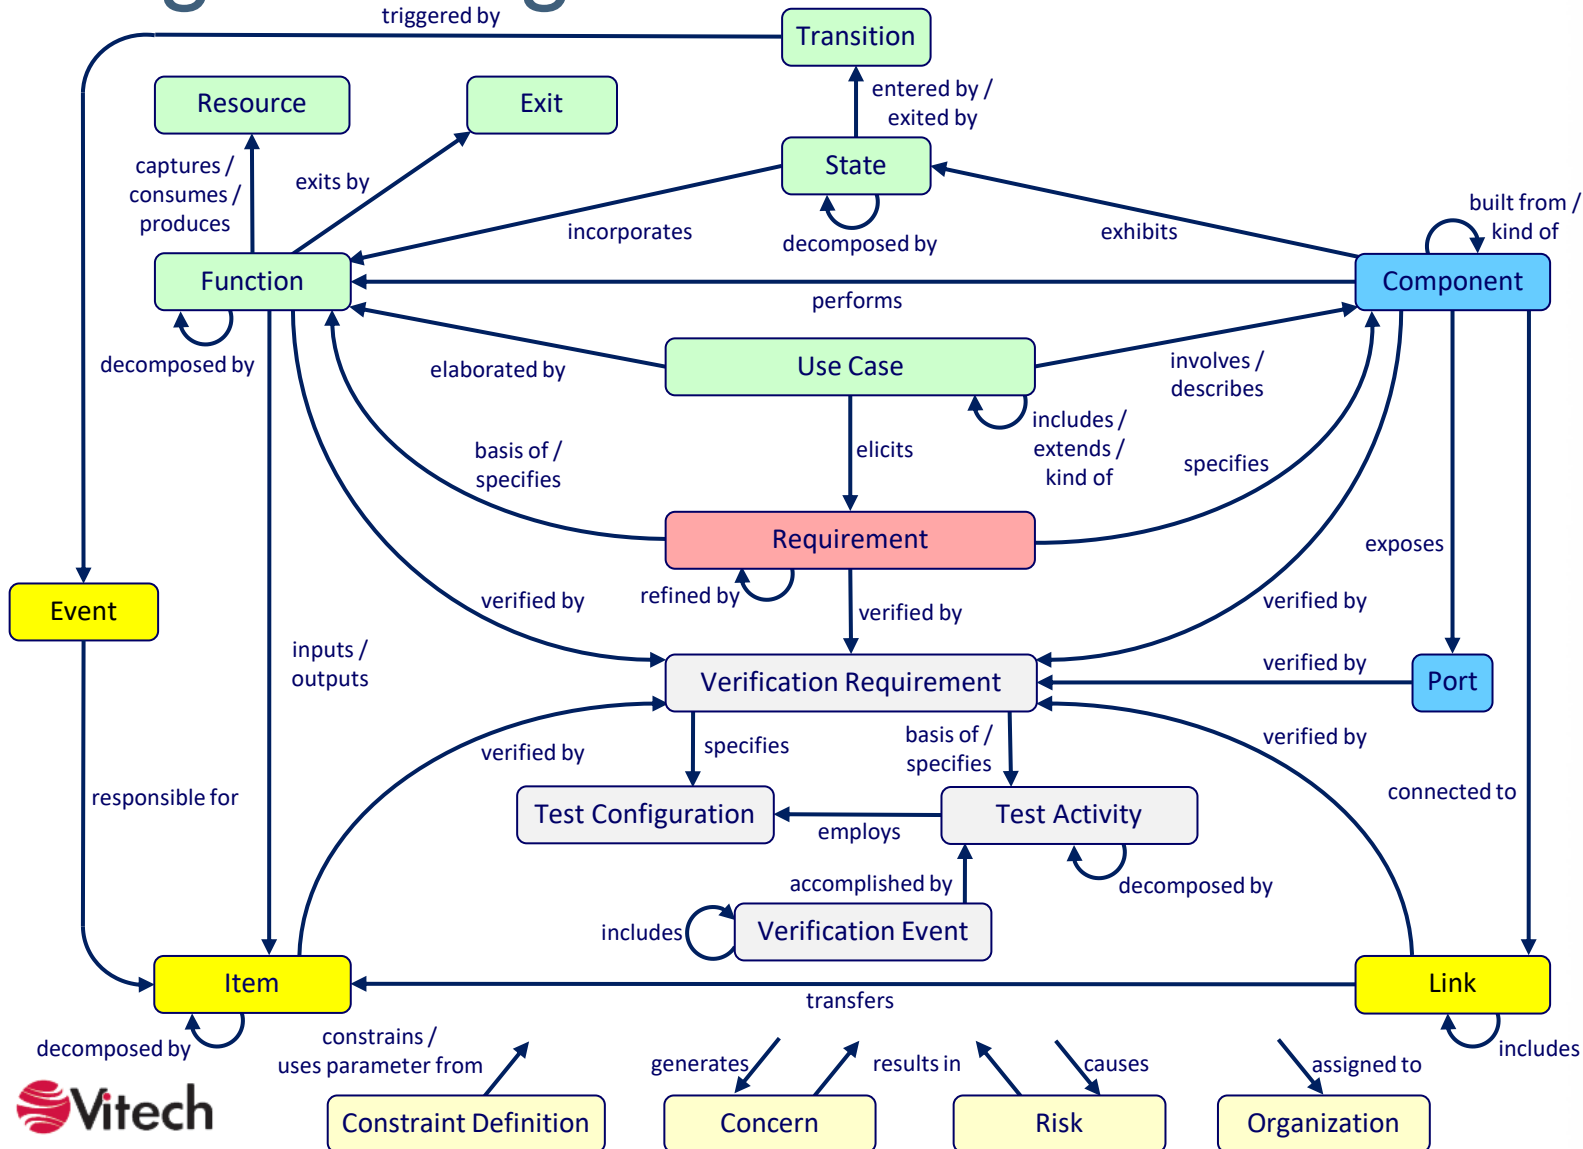 triggered by
Transition
entered by /
exited by
Resource
Exit
captures /
consumes /
produces
exits by
State
built from /
kind of
incorporates
decomposed by
exhibits
Function
Component
performs
decomposed by
elaborated by
Use Case
involves /
describes
includes /
extends /
kind of
basis of /
specifies
elicits
specifies
Requirement
exposes
Event
refined by
verified by
verified by
verified by
inputs /
outputs
Verification Requirement
verified by
Port
verified by
specifies
basis of /
specifies
verified by
responsible for
Test Configuration
employs
Test Activity
connected to
accomplished by
decomposed by
includes
Verification Event
Item
transfers
Link
decomposed by
constrains /
uses parameter from
generates
results in
causes
assigned to
includes
Vitech
Constraint Definition
Concern
Risk
Organization